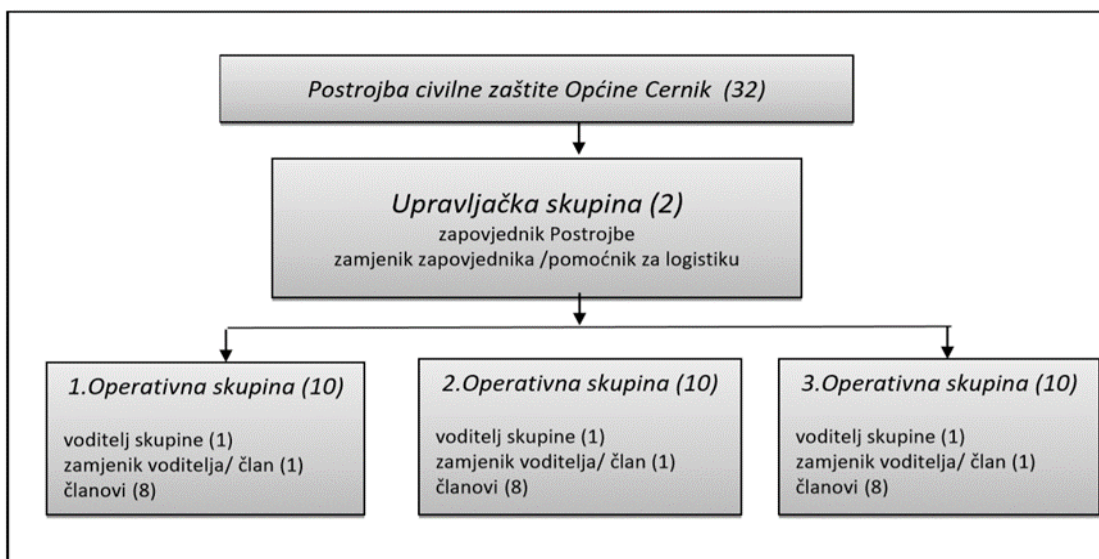 Postrojba civilne zaštite Općine Cernik (32)
Upravljačka skupina (2)
zapovjednik Postrojbe
zamjenik zapovjednika /pomoćnik za logistiku
1.Operativna skupina (10)
voditelj skupine (1)
zamjenik voditelja/ član (1)
članovi (8)
2.Operativna skupina (10)
voditelj skupine (1)
zamjenik voditelja/ član (1)
članovi (8)
3.Operativna skupina (10)
voditelj skupine (1)
zamjenik voditelja/ član (1)
članovi (8)